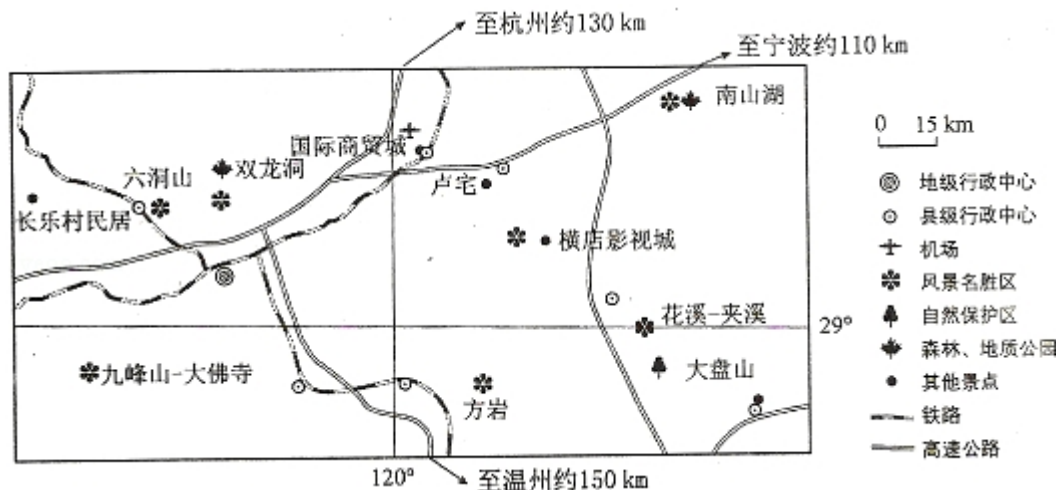 至杭州约130 km
至宁波约110 km
南山湖
国际商贸城
双龙洞
六洞山
卢宅
长乐村民居
横店影视城
花溪-夹溪
29°
九峰山-大佛寺
大盘山
方岩
120°
至温州约150 km
0 15 km
地级行政中心
县级行政中心
机场
风景名胜区
自然保护区
森林、地质公园
其他景点
铁路
高速公路